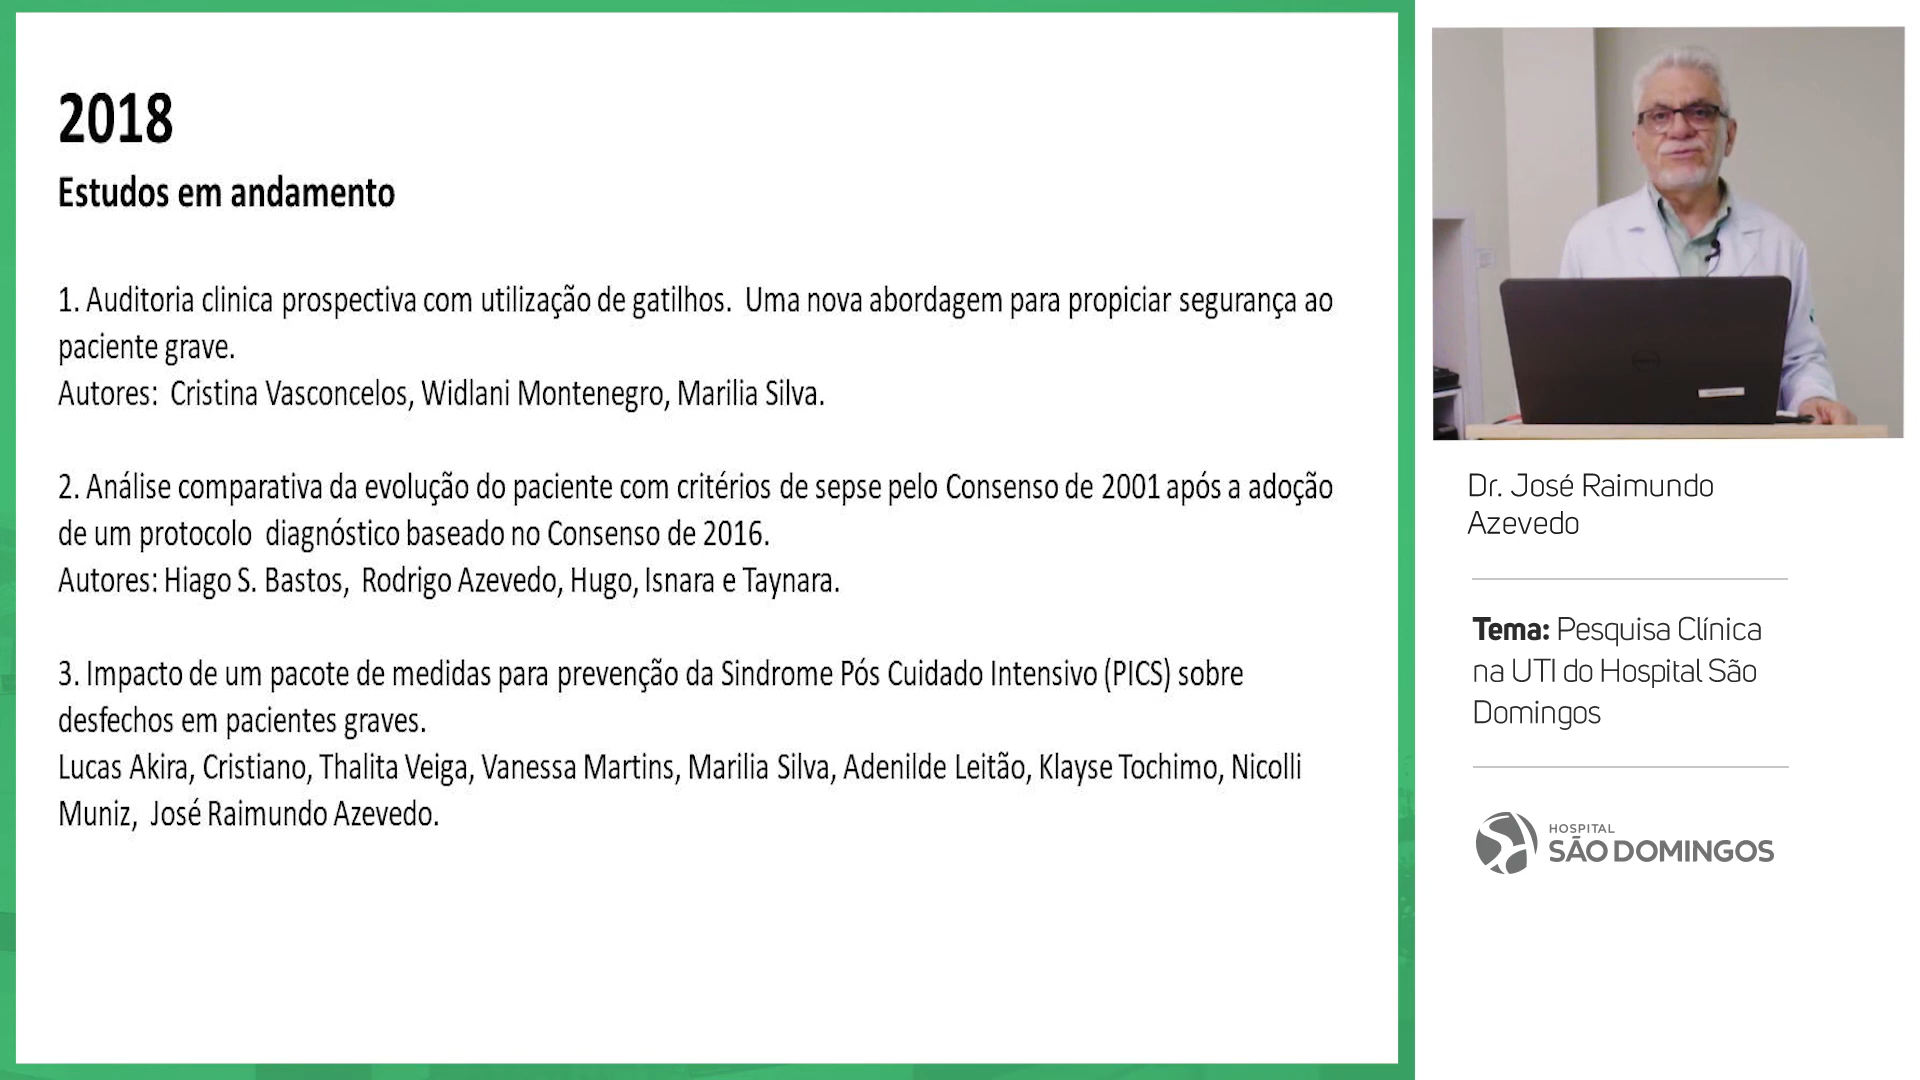 2018
Estudos em andamento
1. Auditoria clinica prospectiva com utilização de gatilhos. Uma nova abordagem para propiciar segurança ao
paciente grave.
Autores: Cristina Vasconcelos, Widlani Montenegro, Marilia Silva.
2. Análise comparativa da evolução do paciente com critérios de sepse pelo Consenso de 2001 após a adoção
de um protocolo diagnóstico baseado no Consenso de 2016.
Autores: Hiago S. Bastos, Rodrigo Azevedo, Hugo, Isnara e Taynara.
3. Impacto de um pacote de medidas para prevenção da Sindrome Pós Cuidado Intensivo (PICS) sobre
desfechos em pacientes graves.
Lucas Akira, Cristiano, Thalita Veiga, Vanessa Martins, Marilia Silva, Adenilde Leitão, Klayse Tochimo, Nicolli
Muniz, José Raimundo Azevedo.
Dr. José Raimundo
Azevedo
Tema: Pesquisa Clínica
na UTI do Hospital São
Domingos
HOSPITAL
SÃO DOMINGOS